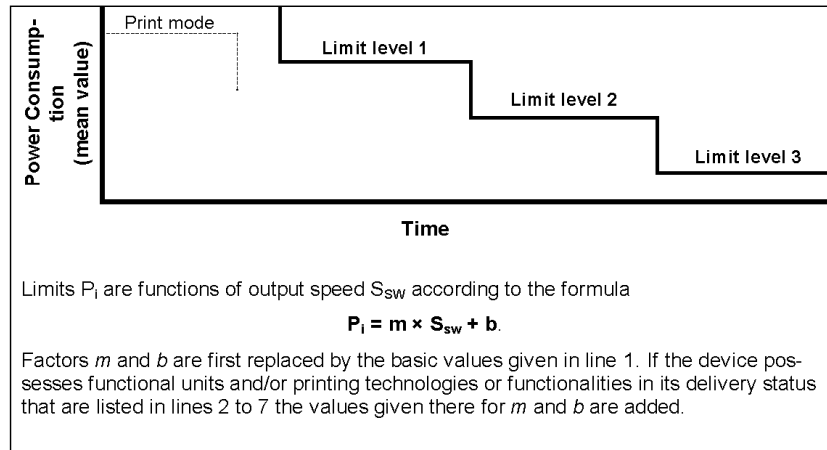 Print mode
Limit level 1
Limit level 2
Limit level 3
Power Consump-
tion
(mean value)
Time
Limits Pi are functions of output speed SSW according to the formula
Pi = m × Ssw + b.
Factors m and b are first replaced by the basic values given in line 1. If the device pos-
sesses functional units and/or printing technologies or functionalities in its delivery status
that are listed in lines 2 to 7 the values given there for m and b are added.